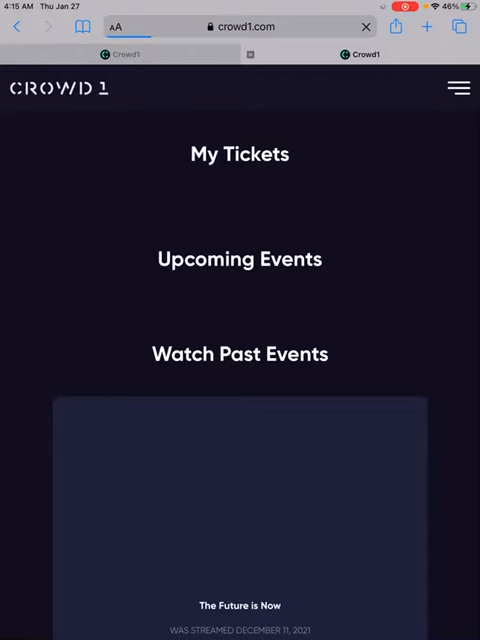 4:15 AM Thu Jan 27
46%
AA
crowd1.com
Crowd1
Crowd1
CROWD 1
My Tickets
Upcoming Events
Watch Past Events
The Future is Now
WAS STREAMED DECEMBER 11, 2021